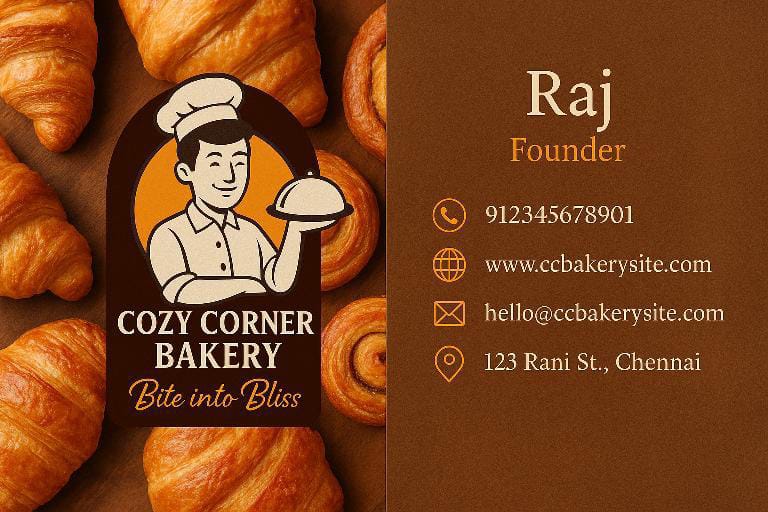 COZY CORNER
BAKERY
Bite into Bliss
Raj
Founder
912345678901
www.ccbakerysite.com
hello@ccbakerysite.com
123 Rani St., Chennai